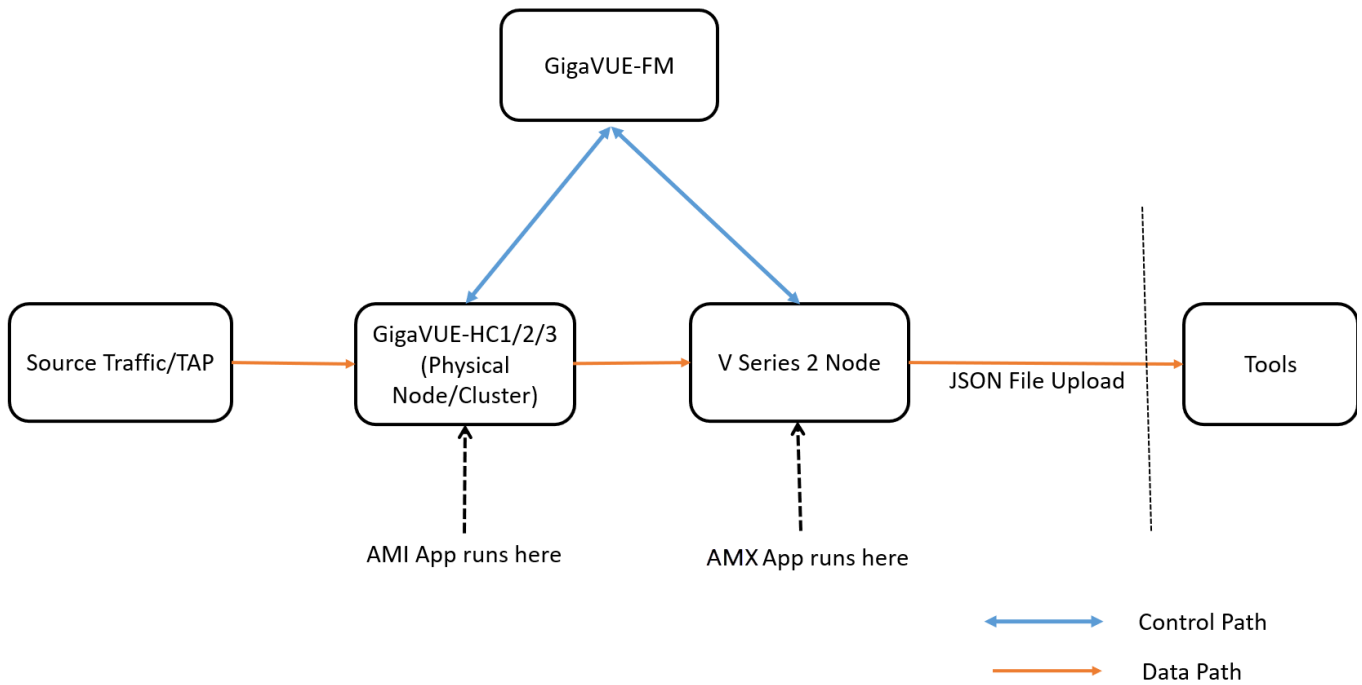 GigaVUE-FM
Source Traffic/TAP
GigaVUE-HC1/2/3
(Physical
Node/Cluster)
V Series 2 Node
JSON File Upload
Tools
AMI App runs here
AMX App runs here
Control Path
Data Path